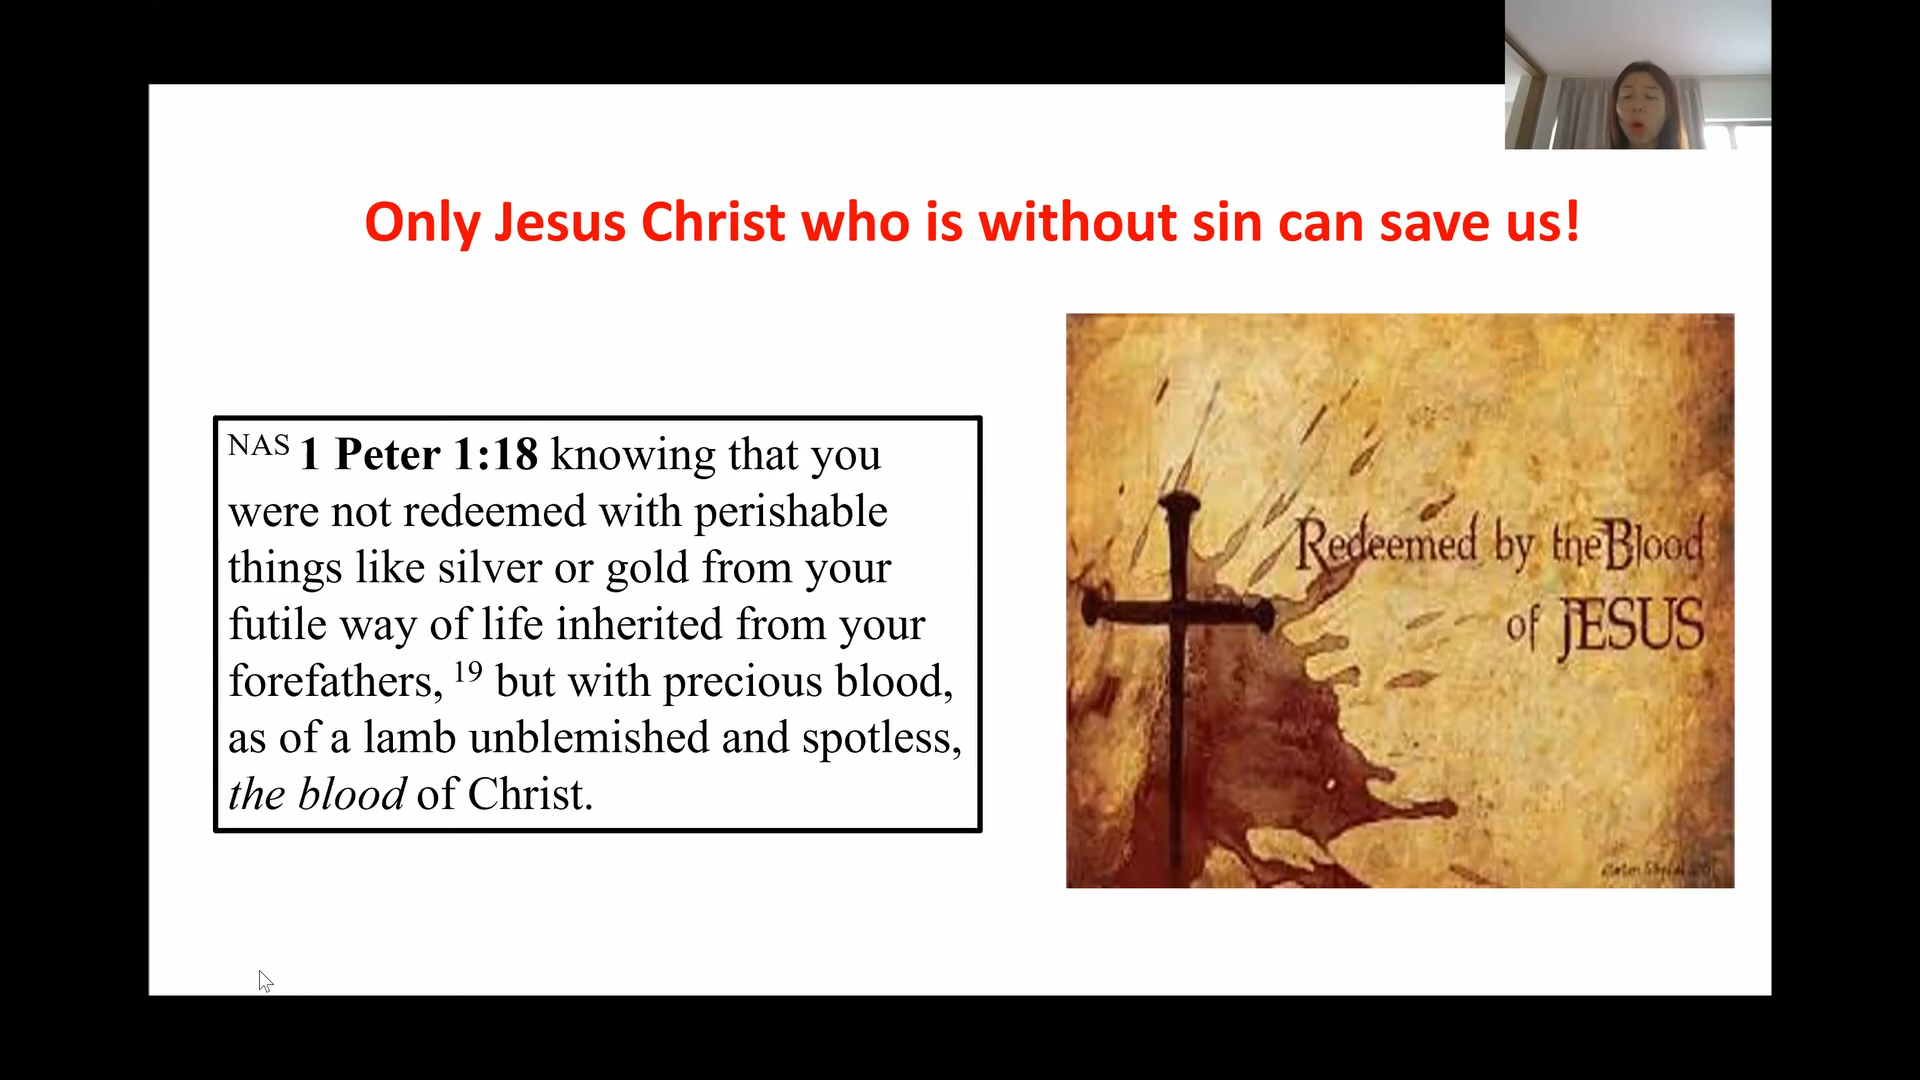 Only Jesus Christ who is without sin can save us!
NAS 1 Peter 1:18 knowing that you
were not redeemed with perishable
things like silver or gold from your
futile way of life inherited from your
forefathers, 19 but with precious blood,
as of a lamb unblemished and spotless,
the blood of Christ.
Redeemed by the Blood
of JESUS